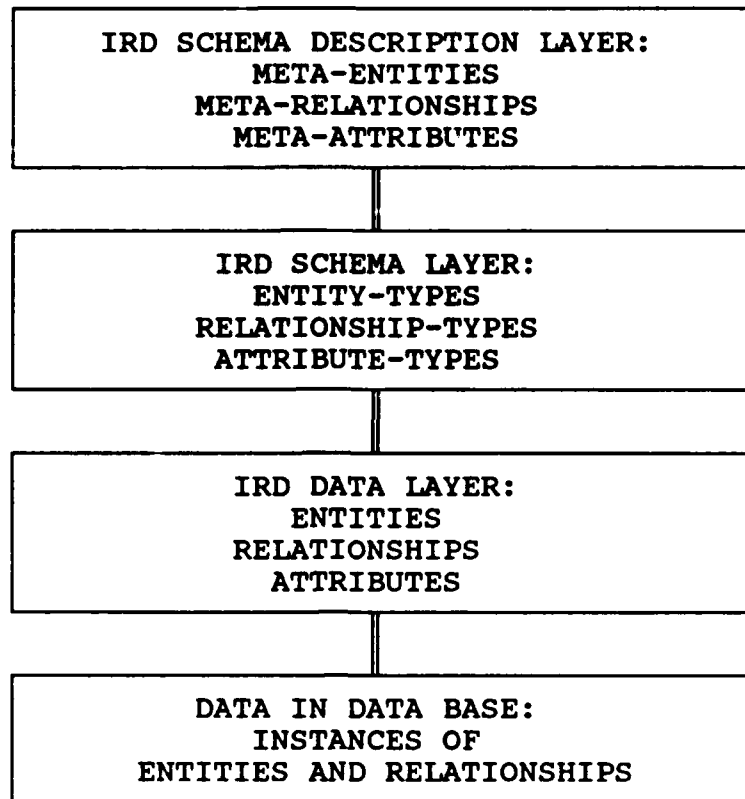 IRD SCHEMA DESCRIPTION LAYER:
META-ENTITIES
META-RELATIONSHIPS
META-ATTRIBUTES
IRD SCHEMA LAYER:
ENTITY-TYPES
RELATIONSHIP-TYPES
ATTRIBUTE-TYPES
IRD DATA LAYER:
ENTITIES
RELATIONSHIPS
ATTRIBUTES
DATA IN DATA BASE:
INSTANCES OF
ENTITIES AND RELATIONSHIPS